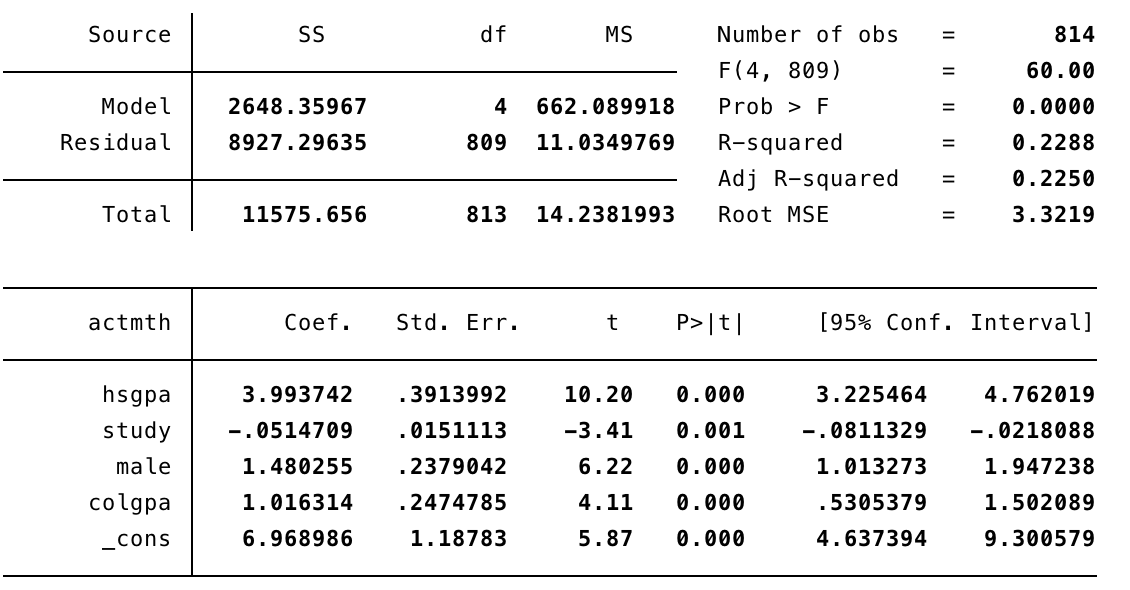 Source SS df MS Number of obs = 814
F(4, 809) = 60.00
Model 2648.35967 4 662.089918 Prob > F = 0.0000
Residual 8927.29635 809 11.0349769 R-squared = 0.2288
Adj R-squared = 0.2250
Total 11575.656 813 14.2381993 Root MSE = 3.3219
actmth Coef. Std. Err. t P>|t| [95% Conf. Interval]
hsgpa 3.993742 .3913992 10.20 0.000 3.225464 4.762019
study -.0514709 .0151113 -3.41 0.001 -.0811329 -.0218088
male 1.480255 .2379042 6.22 0.000 1.013273 1.947238
colgpa 1.016314 .2474785 4.11 0.000 .5305379 1.502089
_cons 6.968986 1.18783 5.87 0.000 4.637394 9.300579